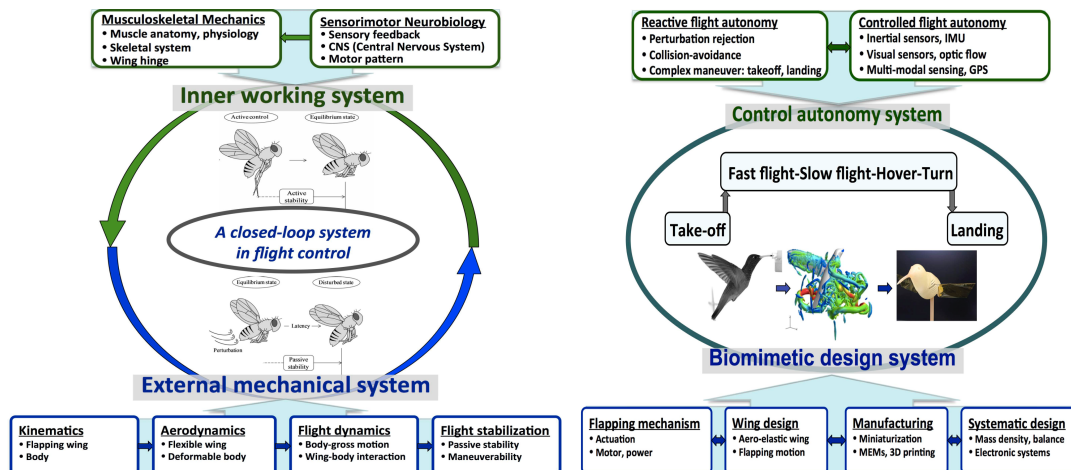 Musculoskeletal Mechanics
• Muscle anatomy, physiology
• Skeletal system
• Wing hinge
Sensorimotor Neurobiology
• Sensory feedback
• CNS (Central Nervous System)
• Motor pattern
Inner working system
Active control
Equilibrium state
Active
stability
A closed-loop system
in flight control
Equilibrium state
Disturbed state
Latency
Perturbation
Passive
stability
External mechanical system
Kinematics
• Flapping wing
• Body
Aerodynamics
• Flexible wing
• Deformable body
Flight dynamics
• Body-gross motion
• Wing-body interaction
Flight stabilization
• Passive stability
• Maneuverability
Reactive flight autonomy
• Perturbation rejection
• Collision-avoidance
• Complex maneuver: takeoff, landing
Controlled flight autonomy
• Inertial sensors, IMU
• Visual sensors, optic flow
• Multi-modal sensing, GPS
Control autonomy system
Fast flight-Slow flight-Hover-Turn
Take-off
Landing
Biomimetic design system
Flapping mechanism
• Actuation
• Motor, power
Wing design
• Aero-elastic wing
• Flapping motion
Manufacturing
• Miniaturization
• MEMs, 3D printing
Systematic design
• Mass density, balance
• Electronic systems